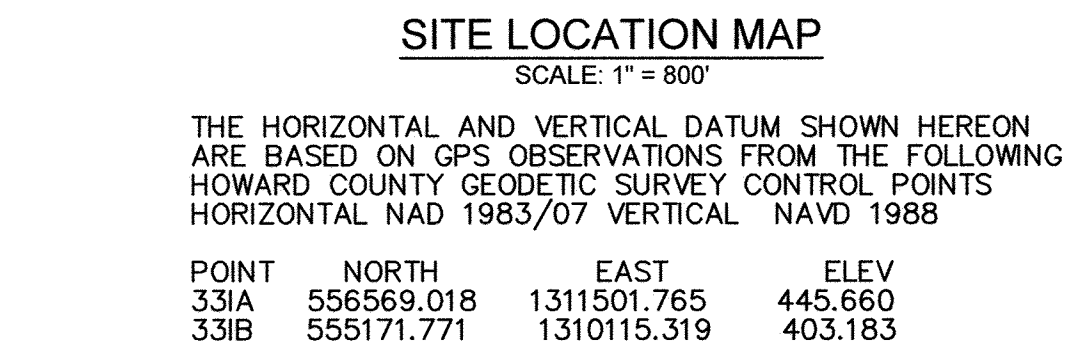 SITE LOCATION MAP
SCALE: 1" = 800'
THE HORIZONTAL AND VERTICAL DATUM SHOWN HEREON
ARE BASED ON GPS OBSERVATIONS FROM THE FOLLOWING
HOWARD COUNTY GEODETIC SURVEY CONTROL POINTS
HORIZONTAL NAD 1983/07 VERTICAL NAVD 1988
POINT NORTH EAST ELEV
33IA 556569.018 1311501.765 445.660
33IB 555171.771 1310115.319 403.183